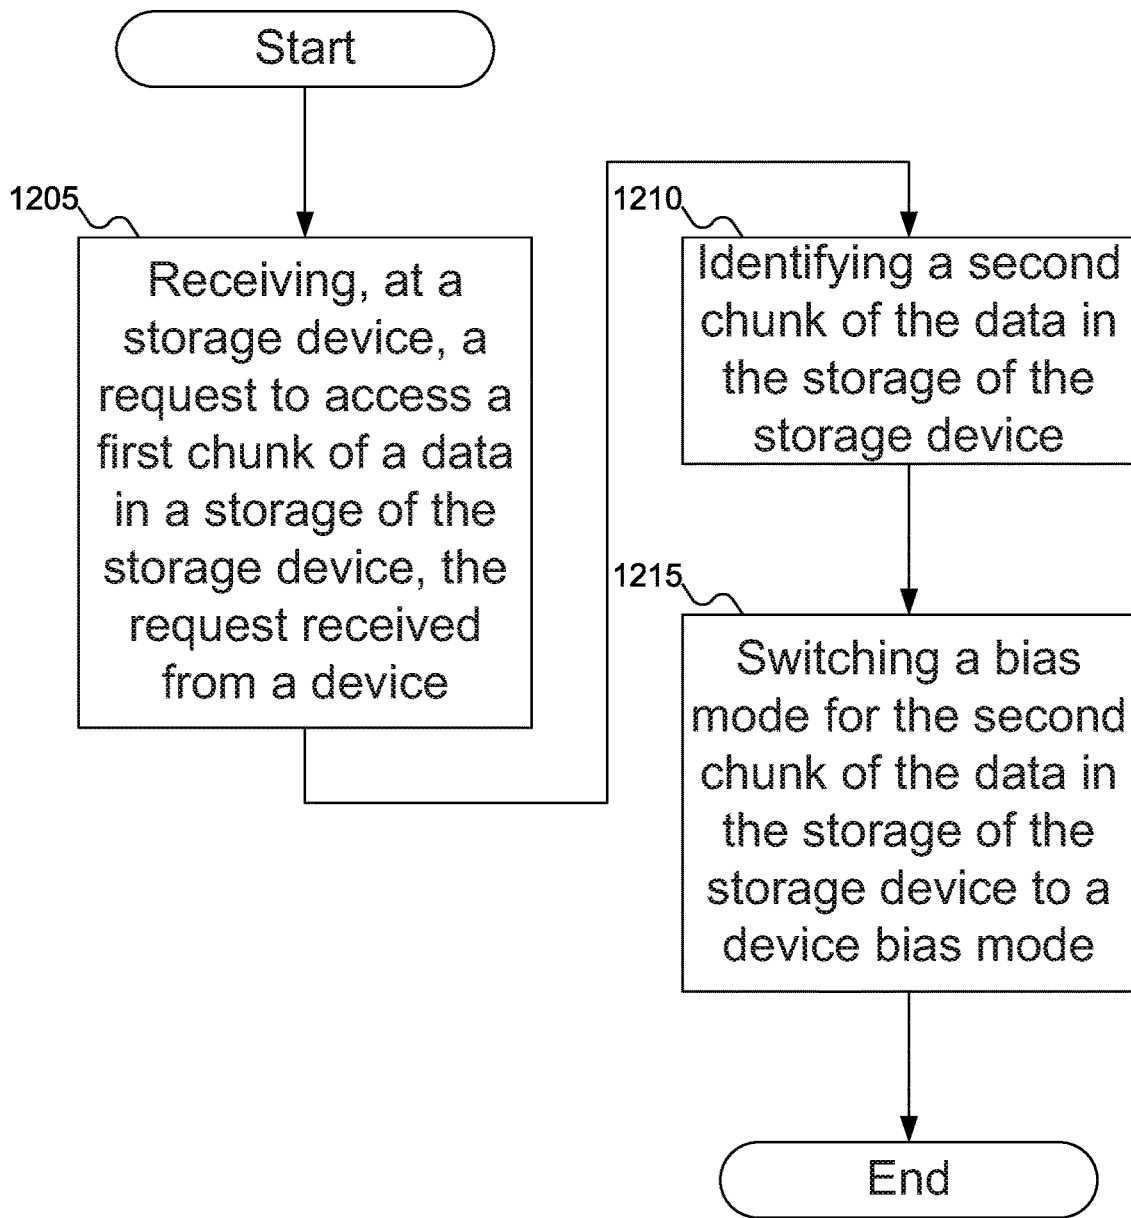 Start
1205
Receiving, at a
storage device, a
request to access a
first chunk of a data
in a storage of the
storage device, the
request received
from a device
1210
Identifying a second
chunk of the data in
the storage of the
storage device
1215
Switching a bias
mode for the second
chunk of the data in
the storage of the
storage device to a
device bias mode
End